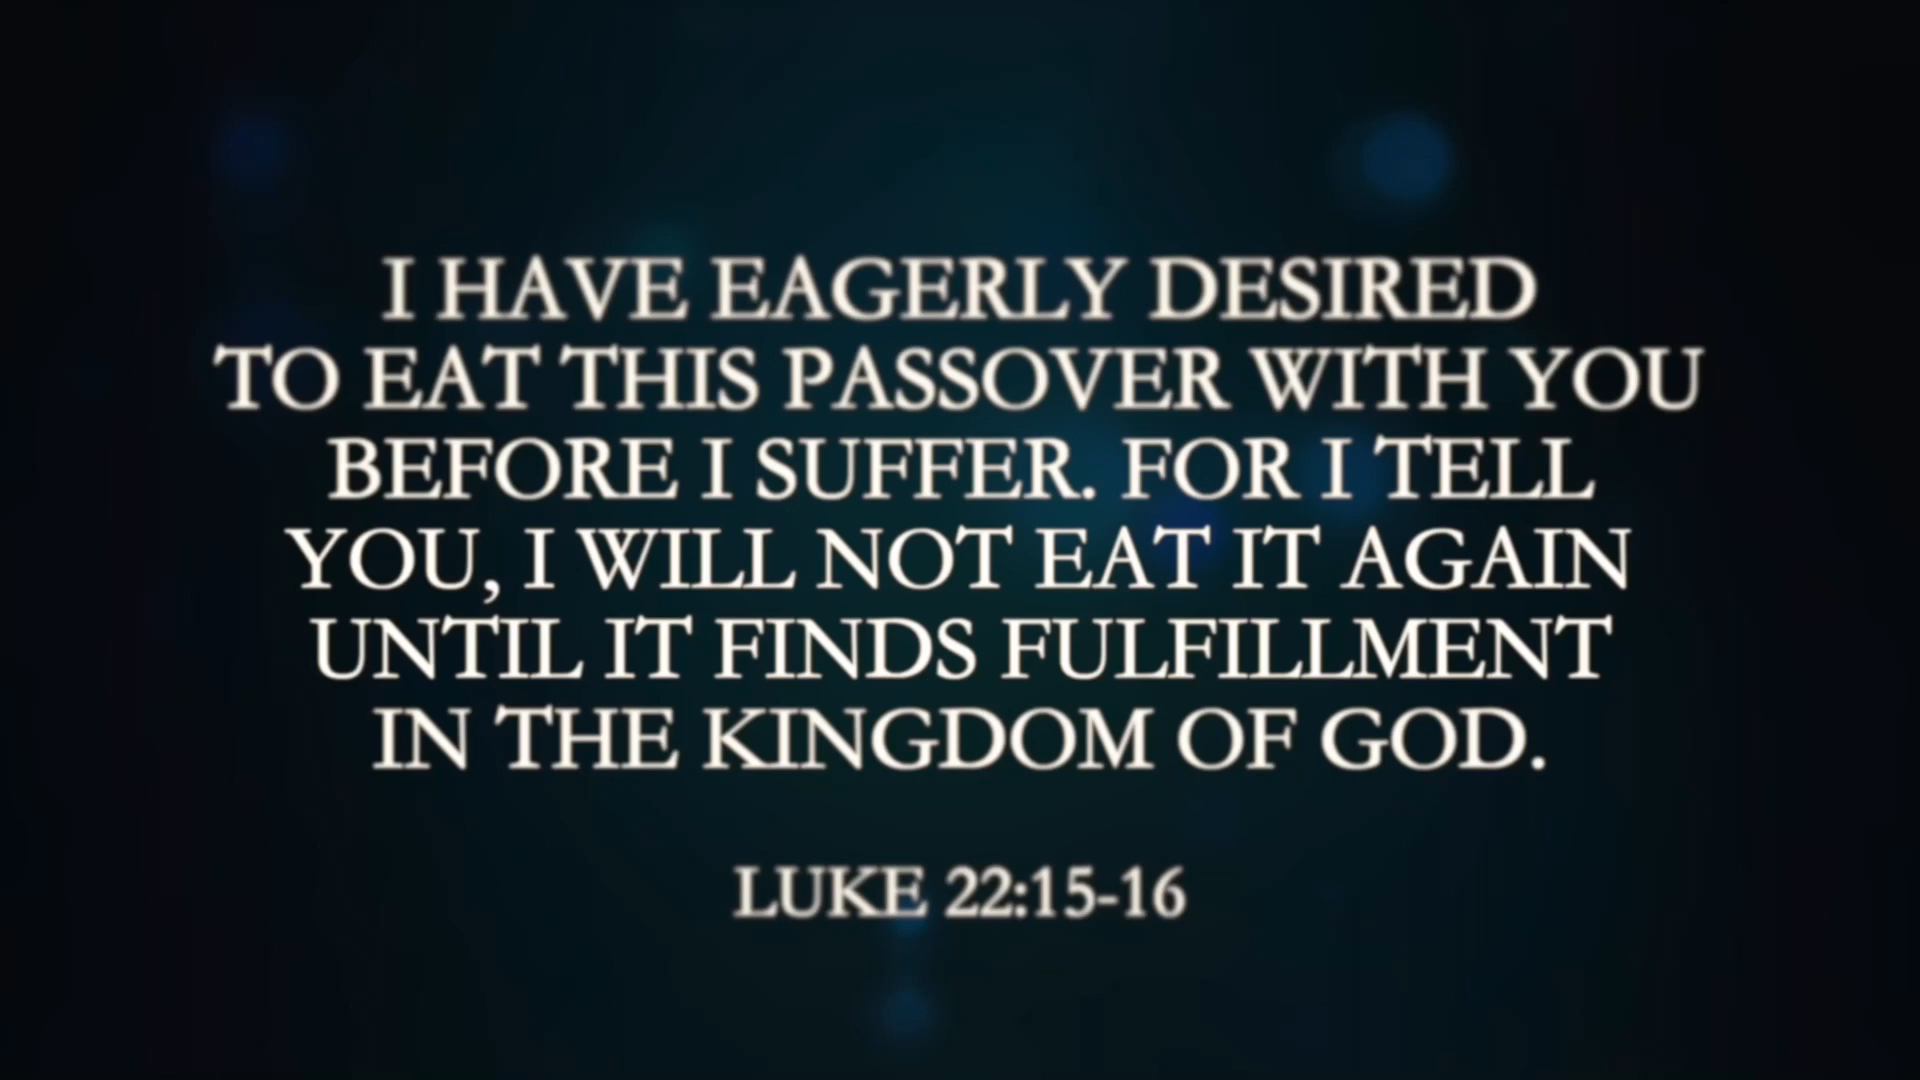 I HAVE EAGERLY DESIRED
TO EAT THIS PASSOVER WITH YOU
BEFORE I SUFFER. FOR I TELL
YOU, I WILL NOT EAT IT AGAIN
UNTIL IT FINDS FULFILLMENT
IN THE KINGDOM OF GOD.
LUKE 22:15-16